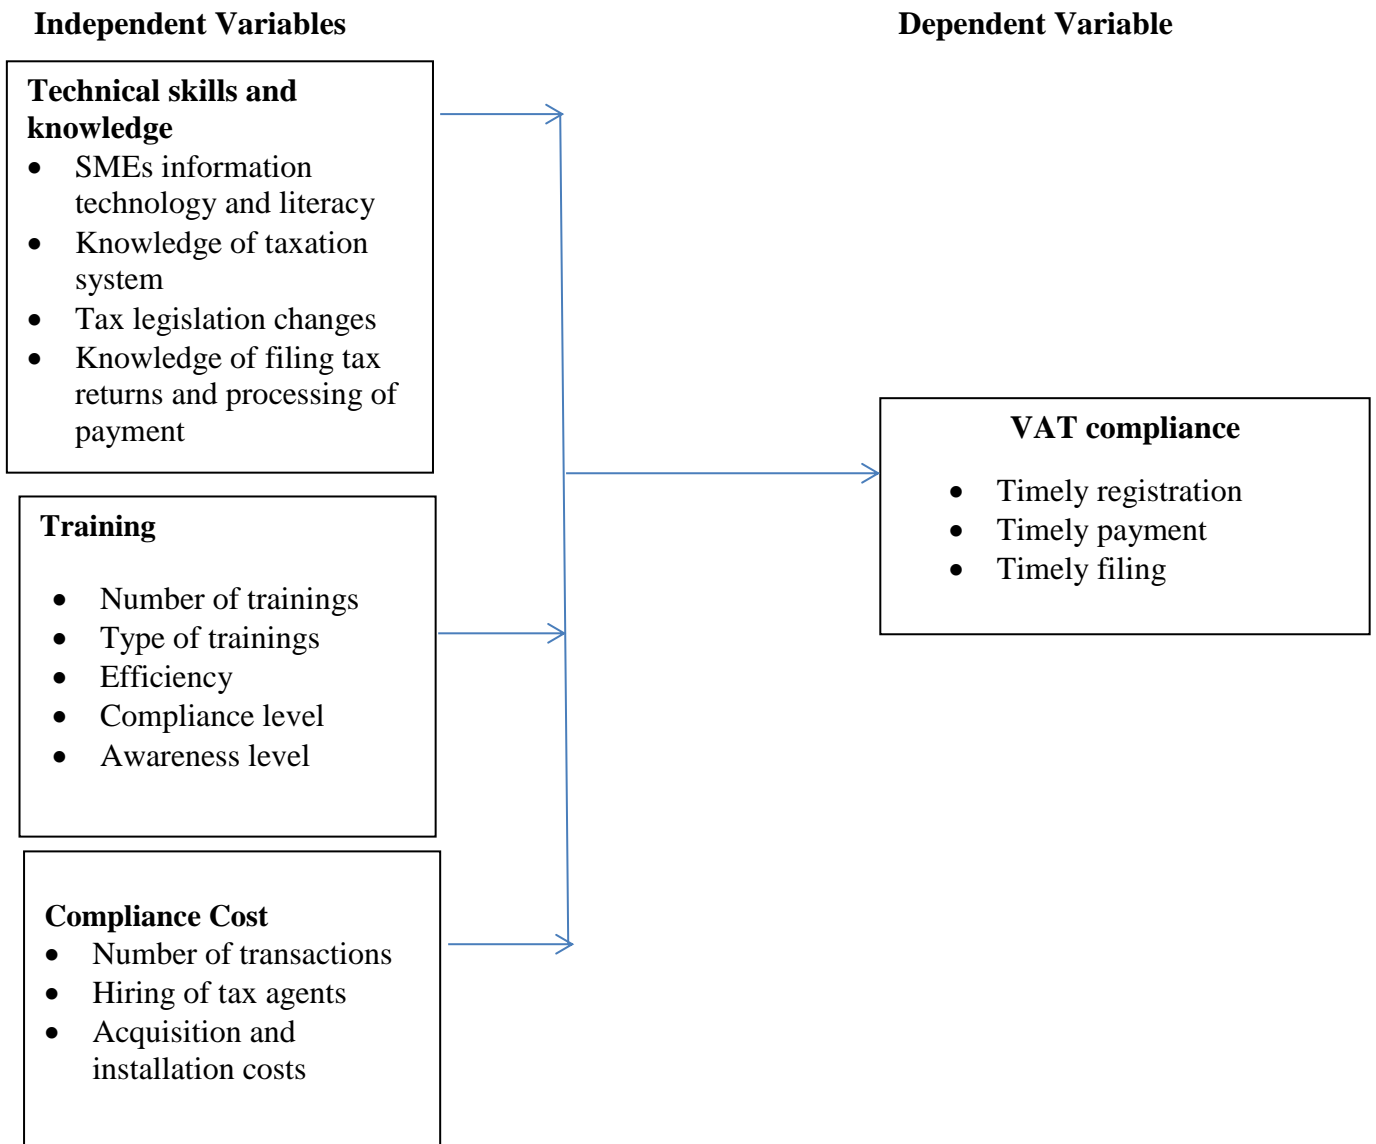 Independent Variables
Dependent Variable
Technical skills and
knowledge
• SMEs information
technology and literacy
• Knowledge of taxation
system
• Tax legislation changes
• Knowledge of filing tax
returns and processing of
payment
Training
• Number of trainings
• Type of trainings
• Efficiency
• Compliance level
• Awareness level
Compliance Cost
• Number of transactions
• Hiring of tax agents
• Acquisition and
installation costs
VAT compliance
• Timely registration
• Timely payment
• Timely filing